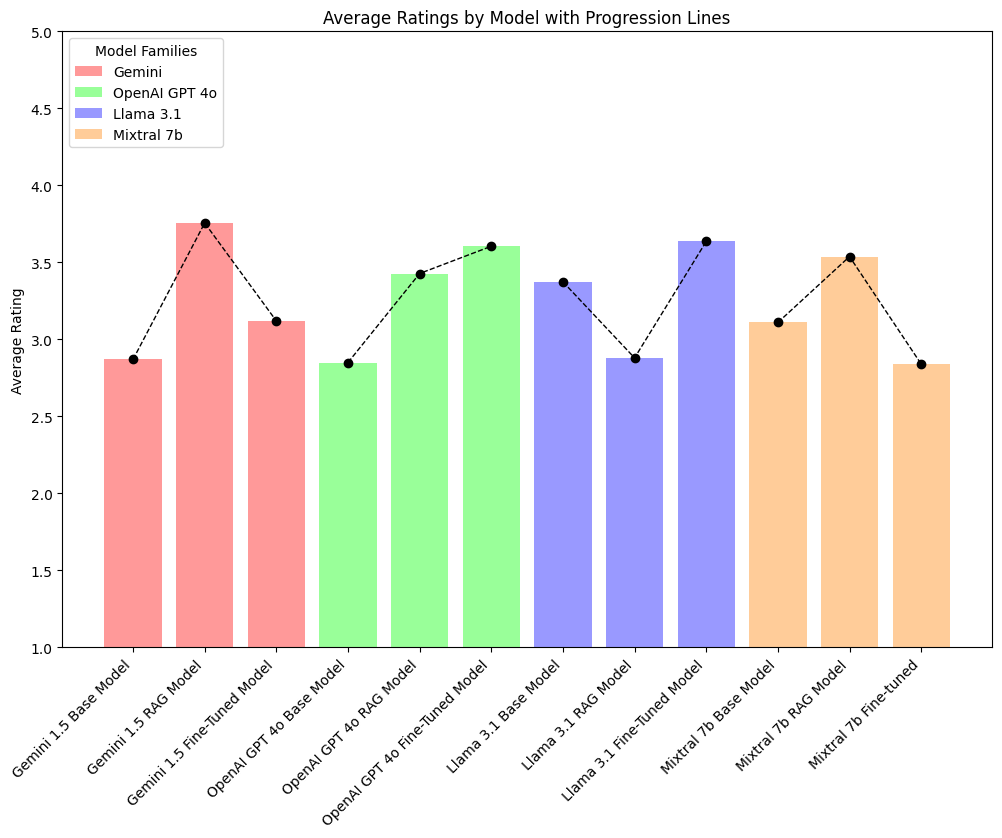 Average Ratings by Model with Progression Lines
Model Families
Gemini
OpenAI GPT 4o
Llama 3.1
Mixtral 7b
Average Rating
5.0
4.5
4.0
3.5
3.0
2.5
2.0
1.5
1.0
Gemini 1.5 Base Model
Gemini 1.5 RAG Model
Gemini 1.5 Fine-Tuned Model
OpenAI GPT 4o Base Model
OpenAI GPT 4o RAG Model
OpenAI GPT 4o Fine-Tuned Model
Llama 3.1 Base Model
Llama 3.1 RAG Model
Llama 3.1 Fine-Tuned Model
Mixtral 7b Base Model
Mixtral 7b RAG Model
Mixtral 7b Fine-tuned